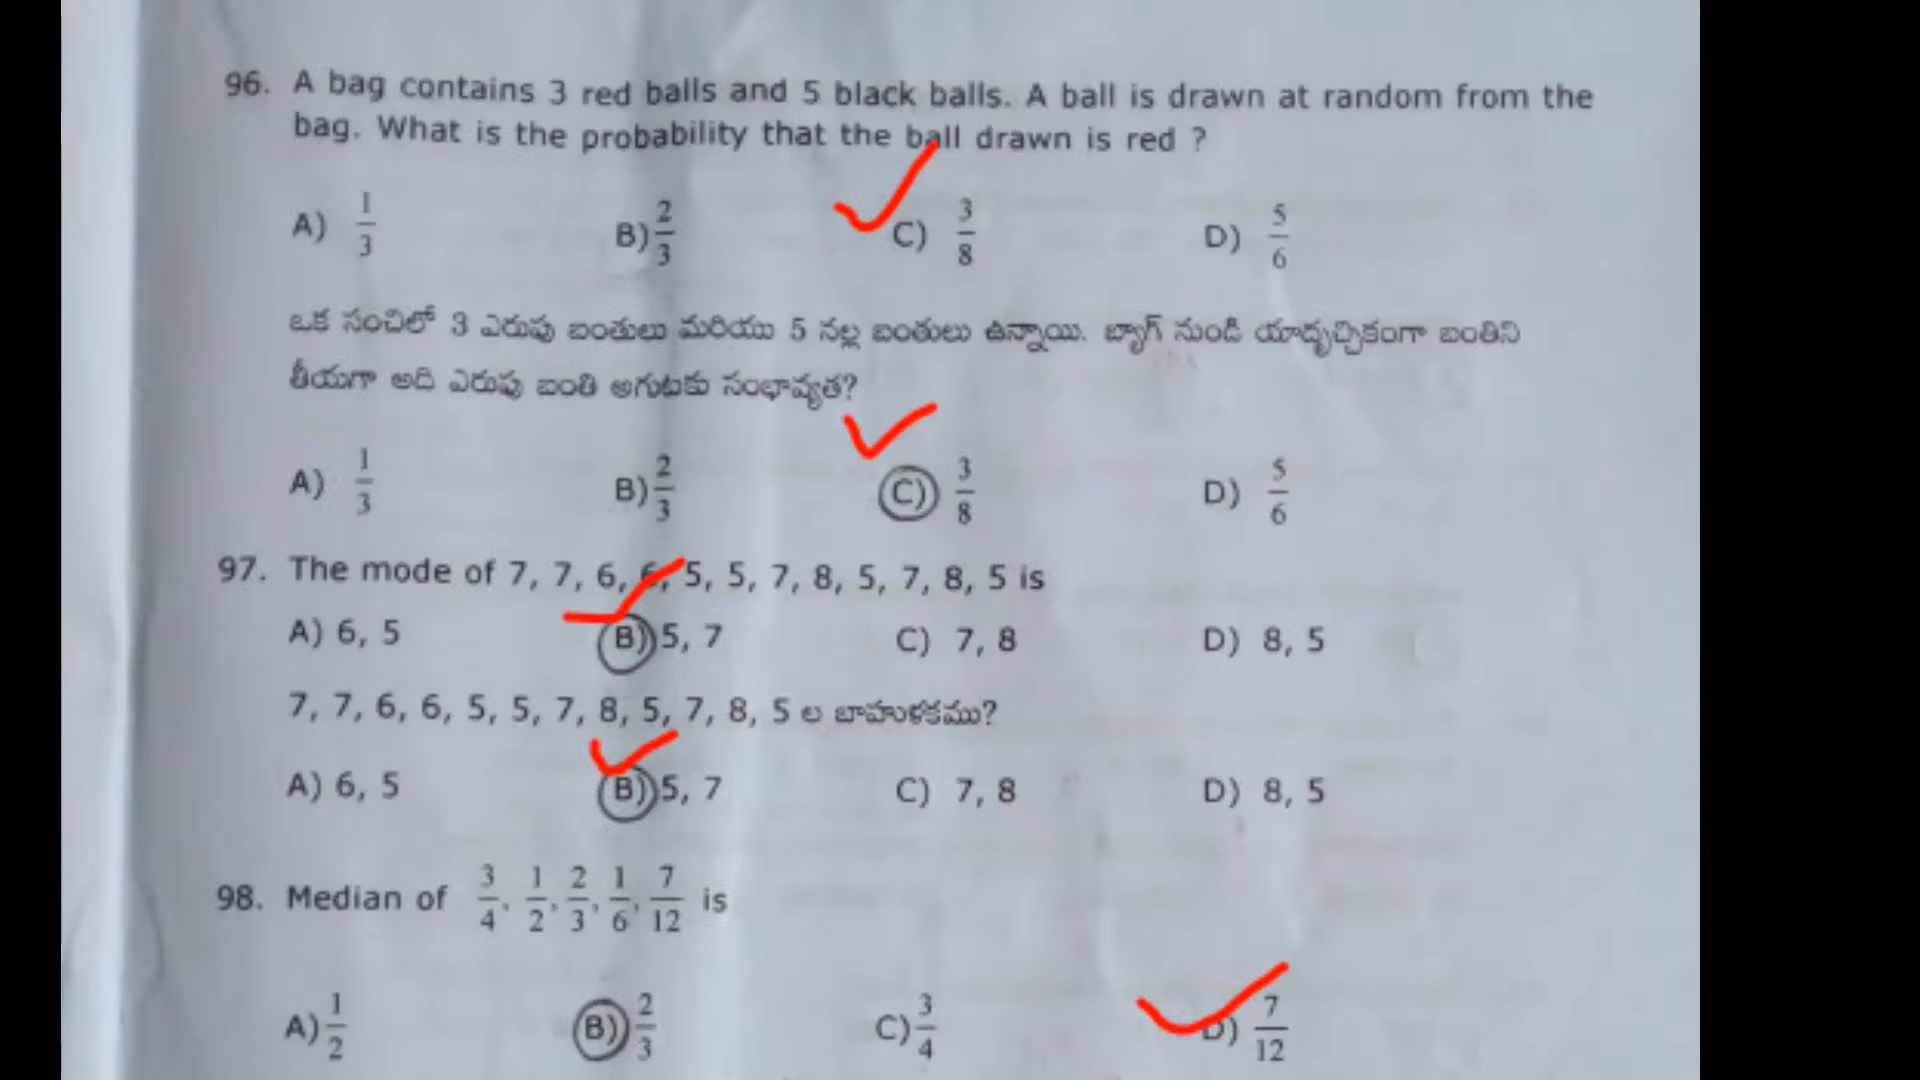 96. A bag contains 3 red balls and 5 black balls. A ball is drawn at random from the
bag. What is the probability that the ball drawn is red ?
A) 1/3 B) 2/3 C) 3/8 D) 5/6
ఒక సంచిలో 3 ఎరుపు బంతులు మరియు 5 నల్ల బంతులు ఉన్నాయి. బ్యాగ్ నుండి యాదృచ్చికంగా బంతిని
తీయగా అది ఎరుపు బంతి అగుటకు సంభావ్యత?
A) 1/3 B) 2/3 C) 3/8 D) 5/6
97. The mode of 7, 7, 6, 6, 5, 5, 7, 8, 5, 7, 8, 5 is
A) 6, 5 B) 5, 7 C) 7, 8 D) 8, 5
7, 7, 6, 6, 5, 5, 7, 8, 5, 7, 8, 5 ల బాహుళకము?
A) 6, 5 B) 5, 7 C) 7, 8 D) 8, 5
98. Median of 3/4, 1/2, 2/3, 1/6, 7/12 is
A) 1/2 B) 2/3 C) 3/4 D) 7/12